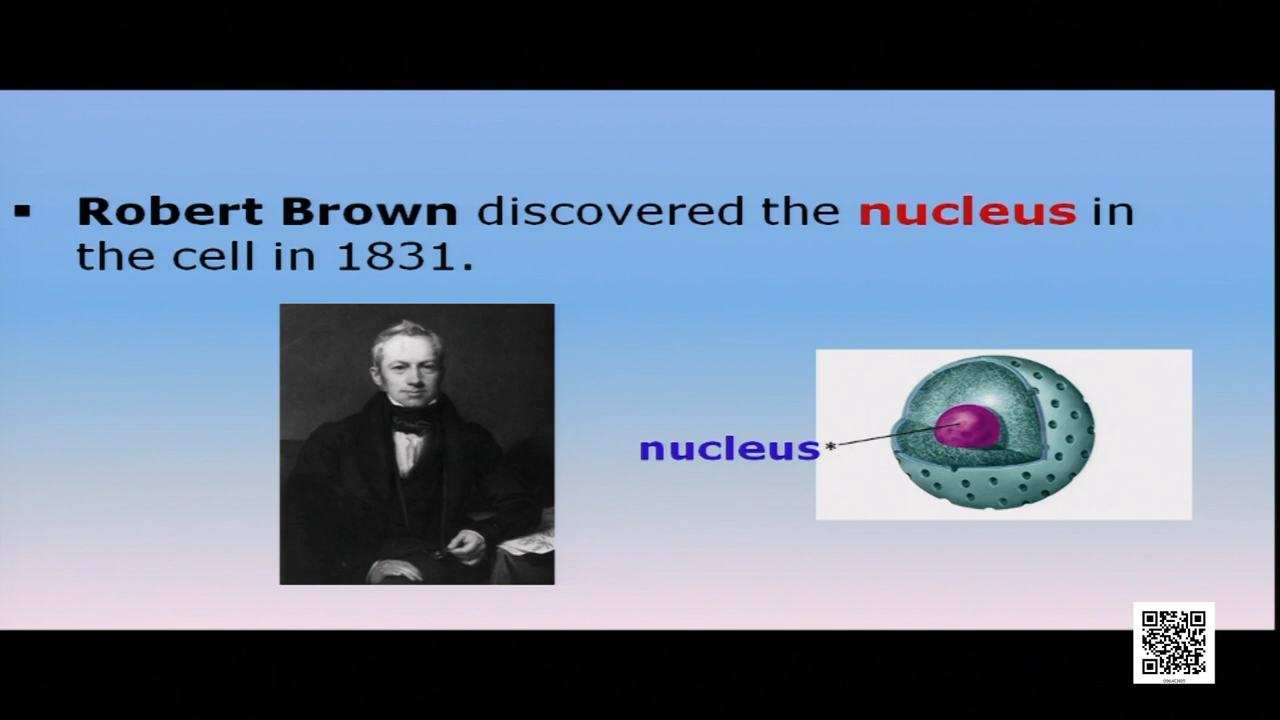 ▪ Robert Brown discovered the nucleus in
the cell in 1831.
nucleus*